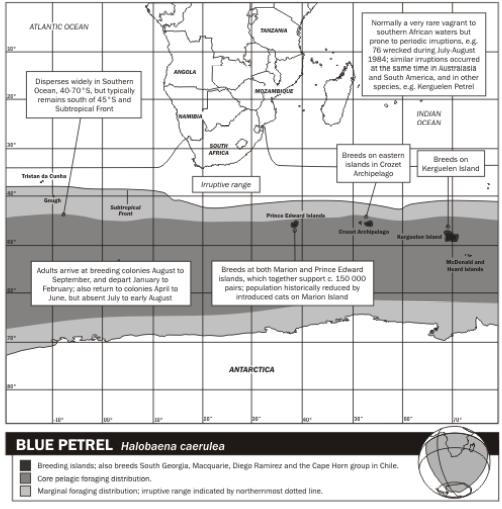 ATLANTIC OCEAN
TANZANIA
Normally a very rare vagrant to
southern African waters but
prone to periodic irruptions, e.g.
76 wrecked during July-August
1984; similar irruptions occurred
at the same time in Australasia
and South America, and in other
species, e.g. Kerguelen Petrel
10°
ANGOLA
Disperses widely in Southern
Ocean, 40-70°S, but typically
remains south of 45°S and
Subtropical Front
MOZAMBIQUE
20°
NAMIBIA
INDIAN
OCEAN
30°
SOUTH
AFRICA
Breeds on eastern
islands in Crozet
Archipelago
Breeds on
Kerguelen Island
Tristan da Cunha
Irruptive range
40°
Gough
Subtropical
Front
Prince Edward Islands
Crozet Archipelago
Kerguelen Island
McDonald and
Heard Islands
Adults arrive at breeding colonies August to
September, and depart January to
February; also return to colonies April to
June, but absent July to early August
Breeds at both Marion and Prince Edward
islands, which together support c. 150 000
pairs; population historically reduced by
introduced cats on Marion Island
70°
ANTARCTICA
80°
-10° 0° 10° 20° 30° 40° 50° 60° 70°
BLUE PETREL Halobaena caerulea
Breeding islands; also breeds South Georgia, Macquarie, Diego Ramirez and the Cape Horn group in Chile.
Core pelagic foraging distribution.
Marginal foraging distribution; irruptive range indicated by northernmost dotted line.